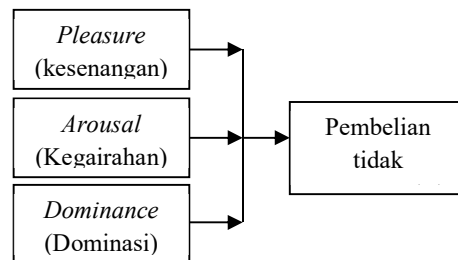 Pleasure
(kesenangan)
Arousal
(Kegairahan)
Dominance
(Dominasi)
Pembelian
tidak